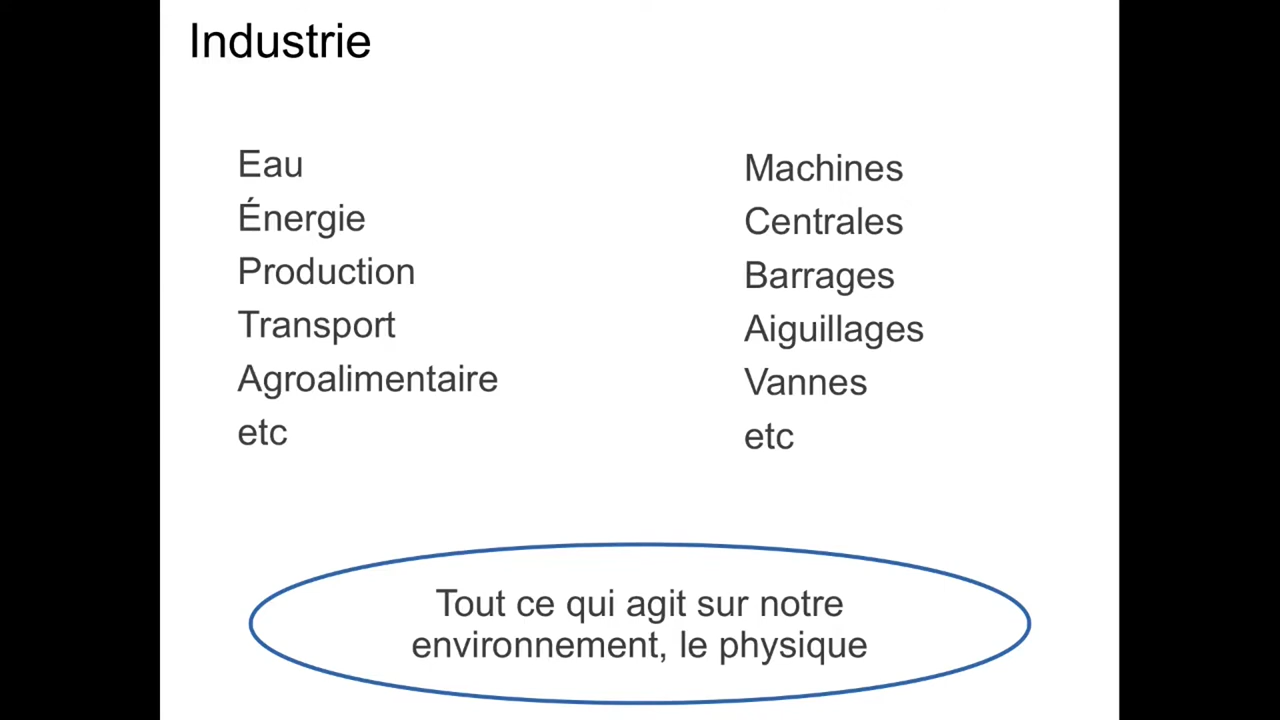 Industrie
Eau
Énergie
Production
Transport
Agroalimentaire
etc
Machines
Centrales
Barrages
Aiguillages
Vannes
etc
Tout ce qui agit sur notre
environnement, le physique